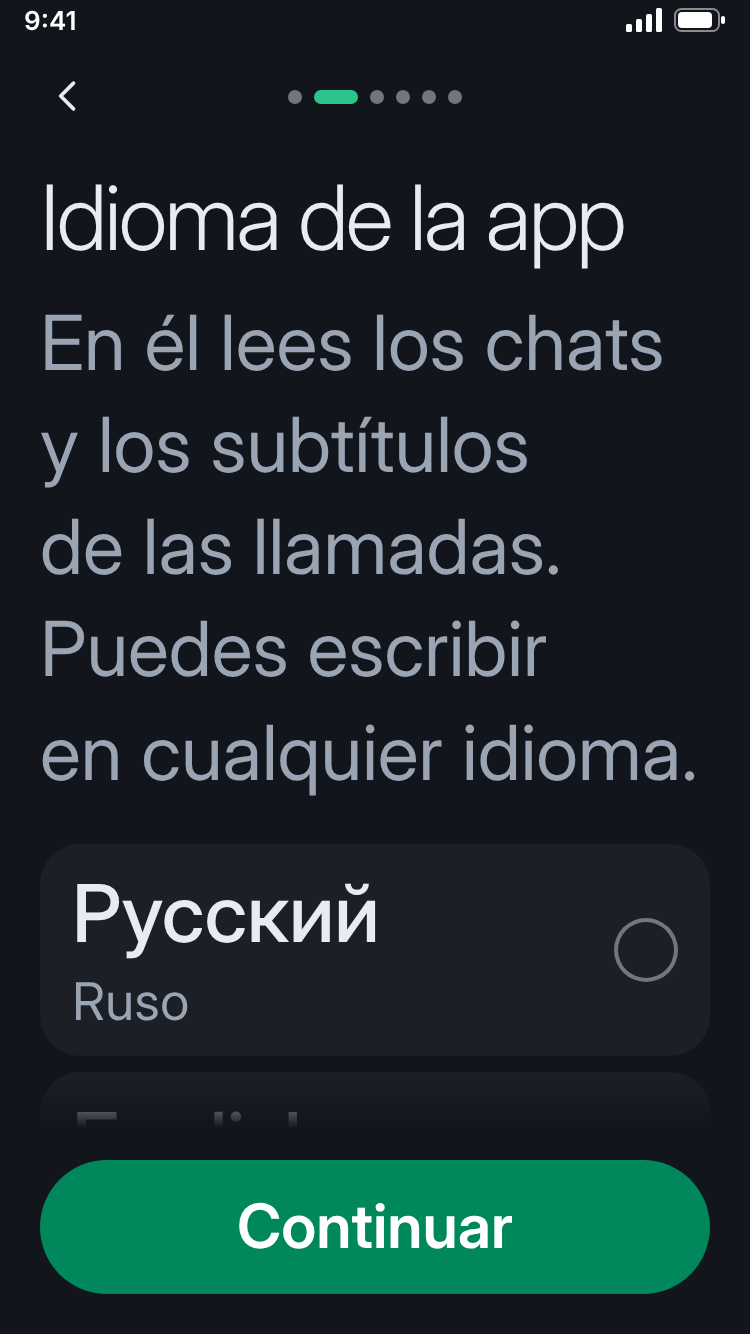 9:41
Idioma de la app
En él lees los chats
y los subtítulos
de las llamadas.
Puedes escribir
en cualquier idioma.
Русский
Ruso
Continuar